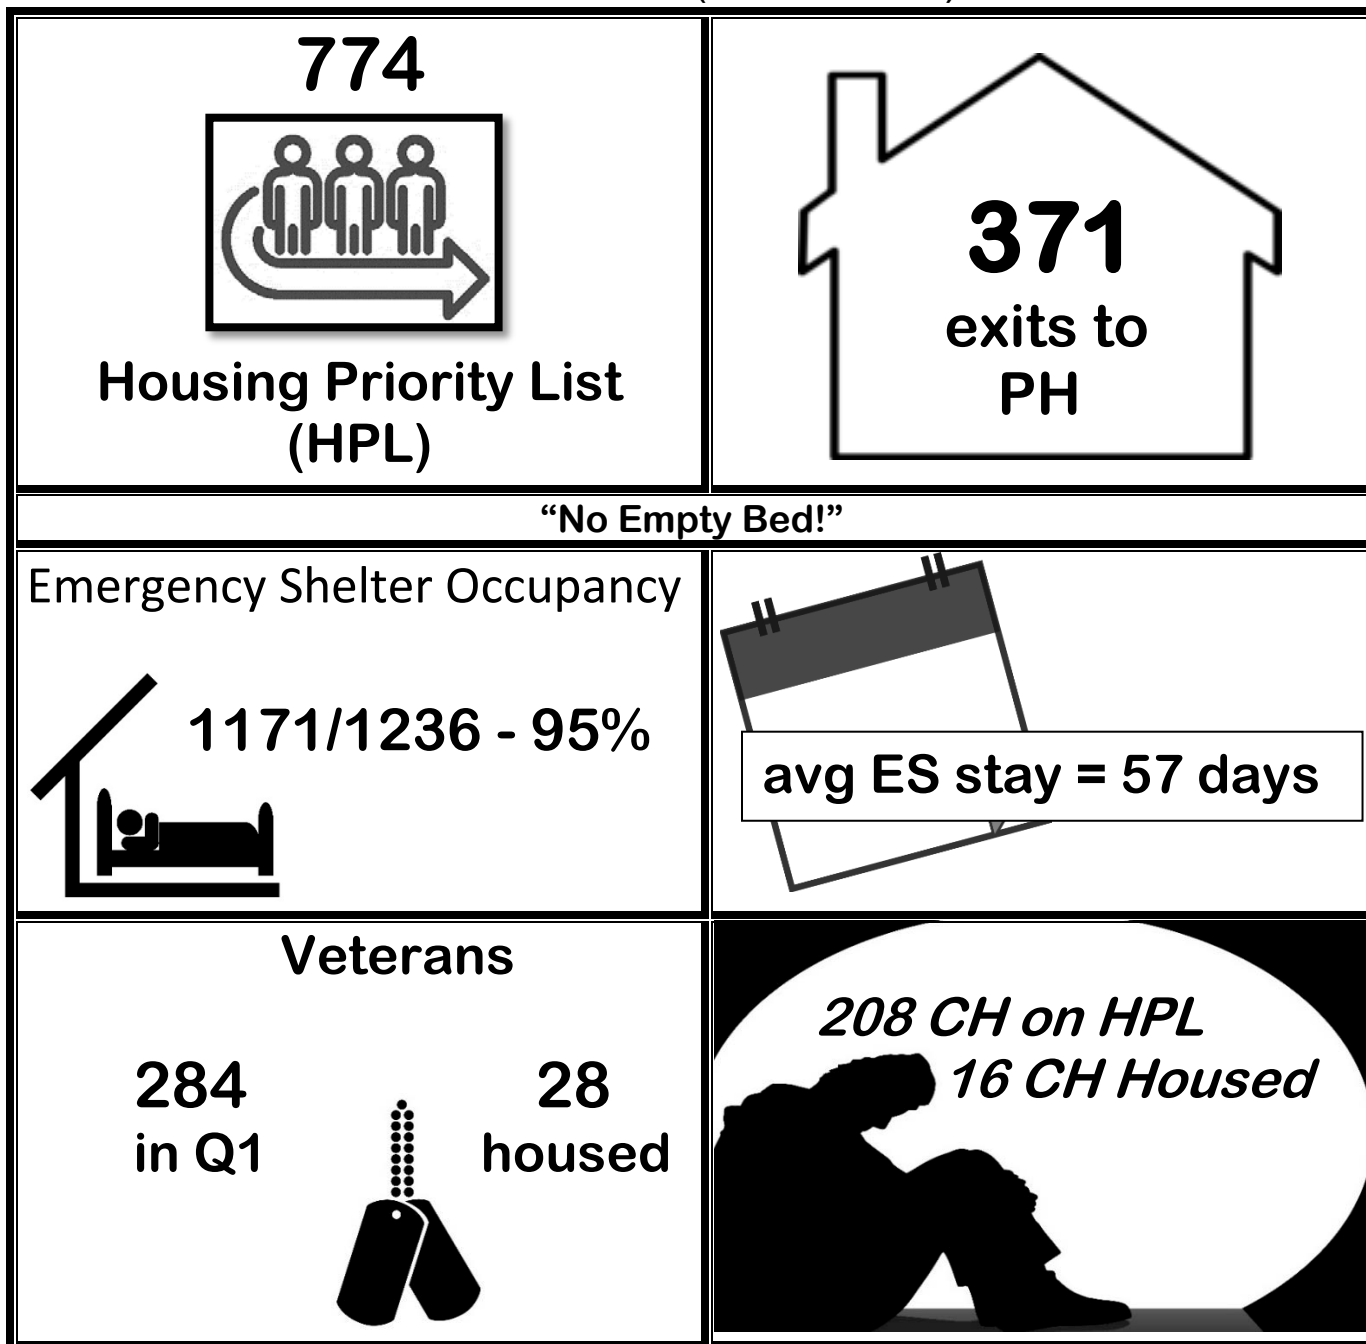 774
Housing Priority List
(HPL)
371
exits to
PH
“No Empty Bed!”
Emergency Shelter Occupancy
1171/1236 - 95%
avg ES stay = 57 days
Veterans
284
in Q1
28
housed
208 CH on HPL
16 CH Housed